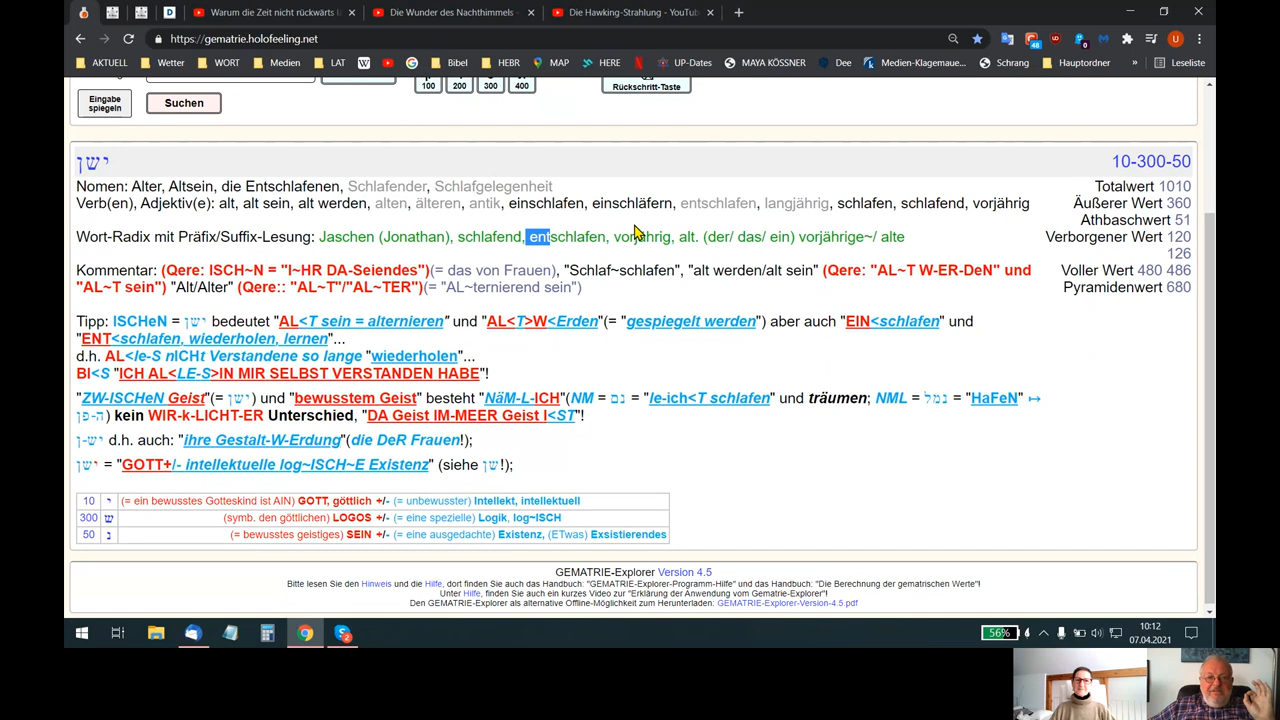 Warum die Zeit nicht rückwärts l
Die Wunder des Nachthimmels -
Die Hawking-Strahlung - YouTub
https://gematrie.holofeeling.net
AKTUELL Wetter WORT Medien LAT Bibel HEBR MAP HERE UP-Dates MAYA KÖSSNER Dee Medien-Klagemaue... Schrang Hauptordner » Leseliste
100 200 300 400
Rückschritt-Taste
Eingabe spiegeln
Suchen
ישן 10-300-50
Nomen: Alter, Altsein, die Entschlafenen, Schlafender, Schlafgelegenheit Totalwert 1010
Verb(en), Adjektiv(e): alt, alt sein, alt werden, alten, älteren, antik, einschlafen, einschläfern, entschlafen, langjährig, schlafen, schlafend, vorjährig Äußerer Wert 360
Athbaschwert 51
Wort-Radix mit Präfix/Suffix-Lesung: Jaschen (Jonathan), schlafend, entschlafen, vorjährig, alt. (der/ das/ ein) vorjährige~/ alte Verborgener Wert 120
126
Kommentar: (Qere: ISCH~N = "I~HR DA-Seiendes")(= das von Frauen), "Schlaf~schlafen", "alt werden/alt sein" (Qere: "AL~T W-ER-DeN" und Voller Wert 480 486
"AL~T sein") "Alt/Alter" (Qere:: "AL~T"/"AL~TER")(= "AL~ternierend sein") Pyramidenwert 680
Tipp: ISCHeN = ישן bedeutet "AL<T sein = alternieren" und "AL<T>W<Erden"(= "gespiegelt werden") aber auch "EIN<schlafen" und
"ENT<schlafen, wiederholen, lernen"...
d.h. AL<le-S nICHt Verstandene so lange "wiederholen"...
BI<S "ICH AL<LE-S>IN MIR SELBST VERSTANDEN HABE"!
"ZW-ISCHeN Geist"(= ישן) und "bewusstem Geist" besteht "NäM-L-ICH(NM = נם = "le-ich<T schlafen" und träumen; NML = נמל = "HaFeN" ↦
הפן-) kein WIR-k-LICHT-ER Unterschied, "DA Geist IM-MEER Geist I<ST"!
יש-ן d.h. auch: "ihre Gestalt-W-Erdung"(die DeR Frauen!);
ישן = "GOTT+/- intellektuelle log~ISCH~E Existenz" (siehe שן!);
10 י (= ein bewusstes Gotteskind ist AIN) GOTT, göttlich +/- (= unbewusster) Intellekt, intellektuell
300 ש (symb. den göttlichen) LOGOS +/- (= eine spezielle) Logik, log~ISCH
50 נ (= bewusstes geistiges) SEIN +/- (= eine ausgedachte) Existenz, (ETwas) Exsistierendes
GEMATRIE-Explorer Version 4.5
Bitte lesen Sie den Hinweis und die Hilfe, dort finden Sie auch das Handbuch: "GEMATRIE-Explorer-Programm-Hilfe" und das Handbuch: "Die Berechnung der gematrischen Werte"!
Unter Hilfe, finden Sie auch ein kurzes Video zur "Erklärung der Anwendung vom Gematrie-Explorer"!
Den GEMATRIE-Explorer als alternative Offline-Möglichkeit zum Herunterladen: GEMATRIE-Explorer-Version-4.5.pdf
56%
10:12
07.04.2021